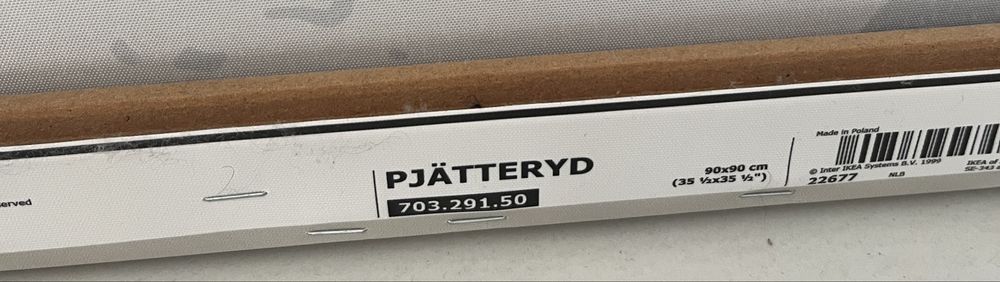 erved
PJÄTTERYD
703.291.50
90x90 cm
(35 ½x35 ½")
Made in Poland
© Inter IKEA Systems B.V. 1999
22677
NLB
IKEA of
SE-343